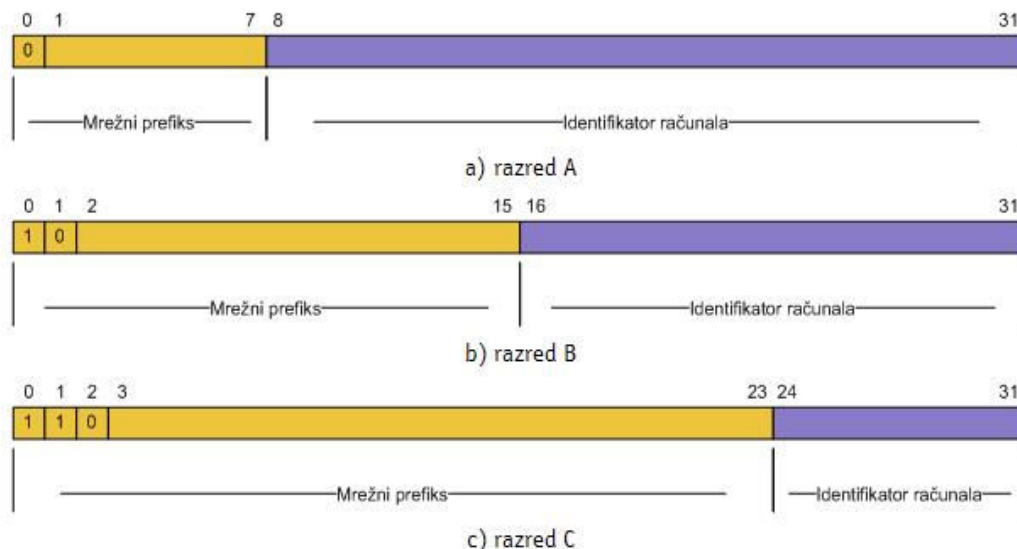 0 1 7 8 31
0
Mrežni prefiks Identifikator računala
a) razred A
0 1 2 15 16 31
1 0
Mrežni prefiks Identifikator računala
b) razred B
0 1 2 3 23 24 31
1 1 0
Mrežni prefiks Identifikator računala
c) razred C